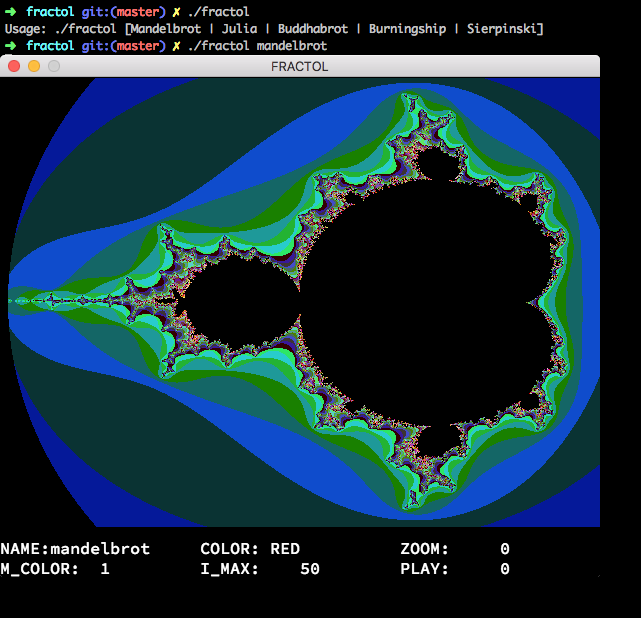 ➜ fractol git:(master) ✗ ./fractol
Usage: ./fractol [Mandelbrot | Julia | Buddhabrot | Burningship | Sierpinski]
➜ fractol git:(master) ✗ ./fractol mandelbrot
FRACTOL
NAME:mandelbrot COLOR: RED ZOOM: 0
M_COLOR: 1 I_MAX: 50 PLAY: 0